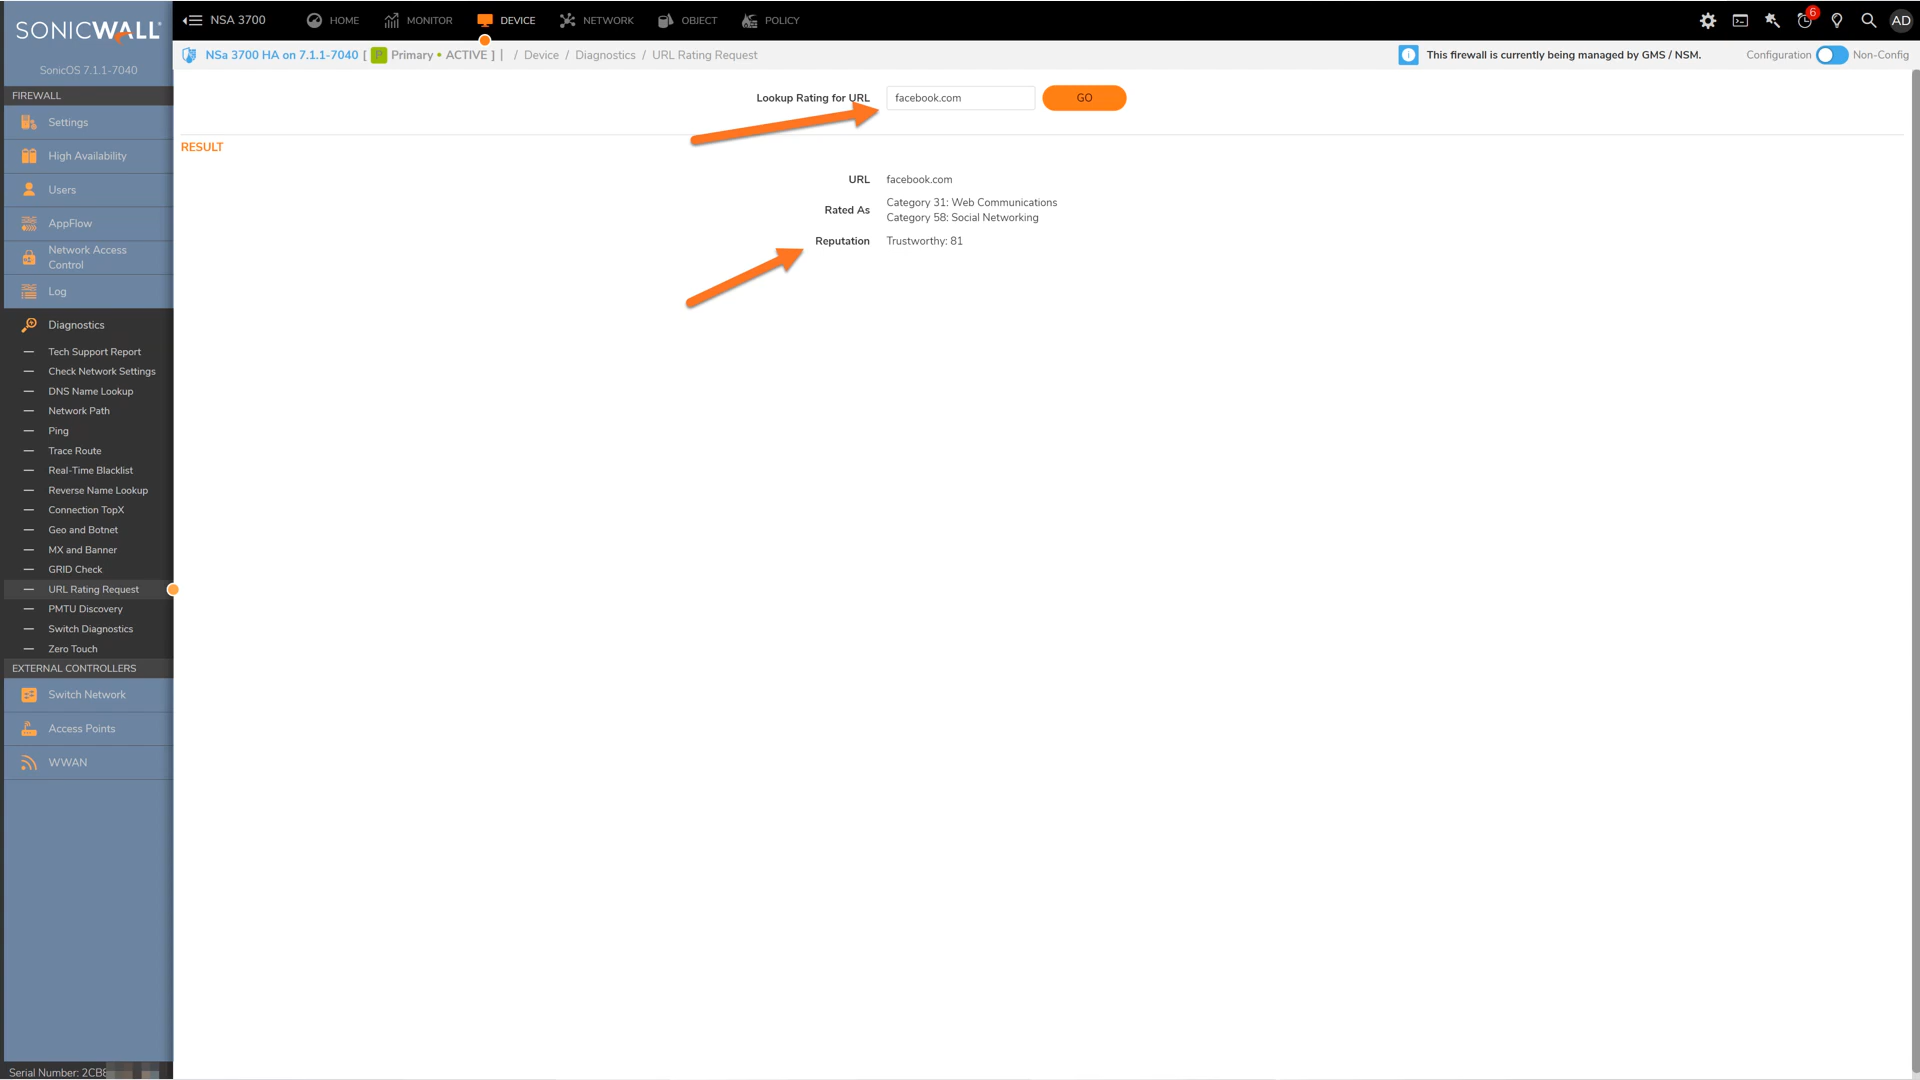 SONICWALL
SonicOS 7.1.1-7040
NSA 3700
HOME
MONITOR
DEVICE
NETWORK
OBJECT
POLICY
6
AD
NSa 3700 HA on 7.1.1-7040 [ P Primary • ACTIVE ] | / Device / Diagnostics / URL Rating Request
This firewall is currently being managed by GMS / NSM.
Configuration
Non-Config
FIREWALL
Settings
High Availability
Users
AppFlow
Network Access
Control
Log
Diagnostics
Tech Support Report
Check Network Settings
DNS Name Lookup
Network Path
Ping
Trace Route
Real-Time Blacklist
Reverse Name Lookup
Connection TopX
Geo and Botnet
MX and Banner
GRID Check
URL Rating Request
PMTU Discovery
Switch Diagnostics
Zero Touch
EXTERNAL CONTROLLERS
Switch Network
Access Points
WWAN
Serial Number: 2CB8
Lookup Rating for URL facebook.com GO
RESULT
URL facebook.com
Rated As Category 31: Web Communications
Category 58: Social Networking
Reputation Trustworthy: 81